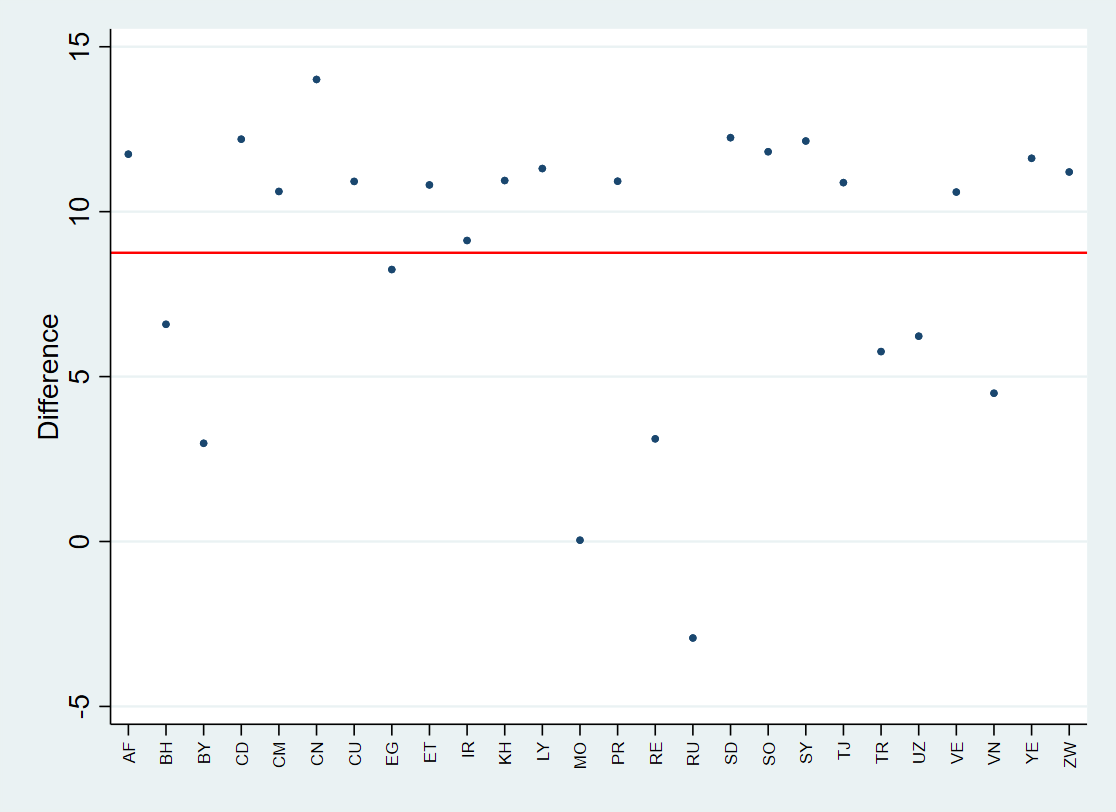 Difference
15
10
5
0
-5
AF BH BY CD CM CN CU EG ET IR KH LY MO PR RE RU SD SO SY TJ TR UZ VE VN YE ZW